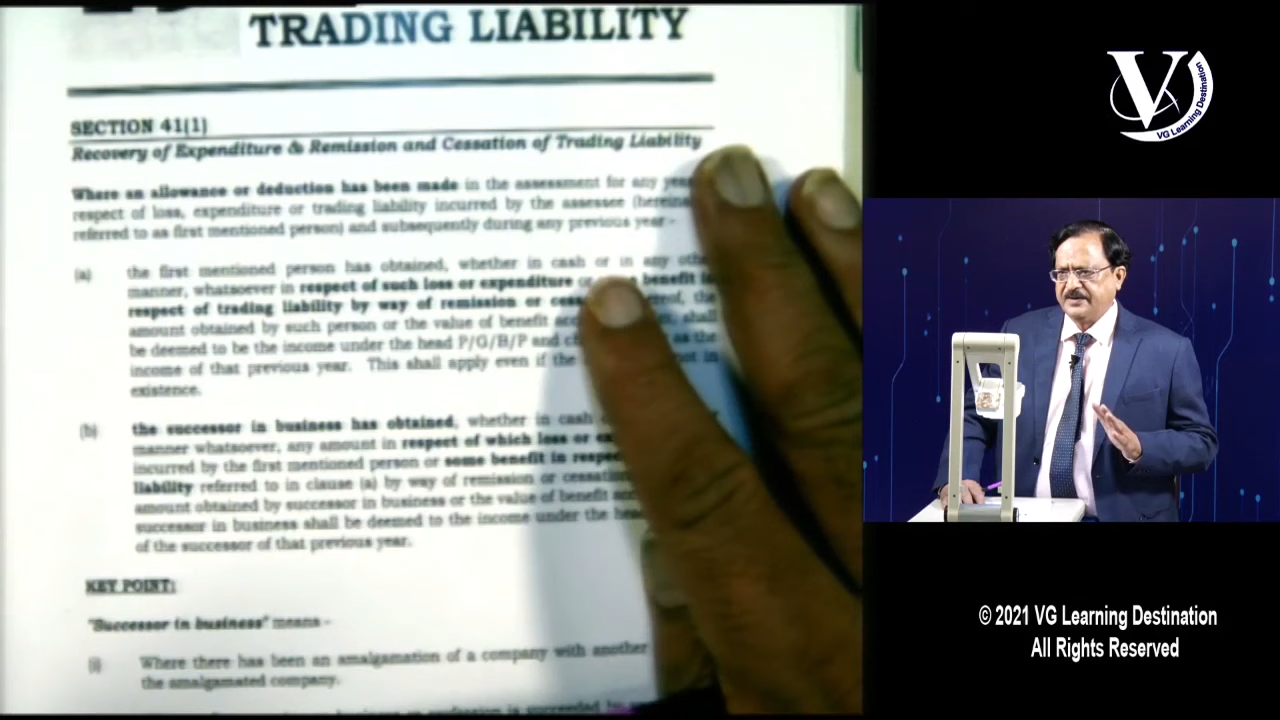 TRADING LIABILITY
SECTION 41(1)
Recovery of Expenditure & Remission and Cessation of Trading Liability
Where an allowance or deduction has been made in the assessment for any
respect of loss, expenditure or trading liability incurred by the assessee
referred to as first mentioned person) and subsequently during any previous year -
(a) the first mentioned person has obtained, whether in cash or in any
manner, whatsoever in respect of such loss or expenditure benefit in
respect of trading liability by way of remission or the
amount obtained by such person or the value of benefit shall
be deemed to be the income under the head P/G/B/P and as the
income of that previous year. This shall apply even if the not in
existence.
(b) the successor in business has obtained, whether in cash
manner whatsoever, any amount in respect of which loss or
incurred by the first mentioned person or some benefit in
liability referred to in clause (a) by way of remission or
amount obtained by successor in business or the value of benefit
successor in business shall be deemed to the income under the
of the successor of that previous year.
KEY POINT:
"Successor in business" means -
(i) Where there has been an amalgamation of a company with another
the amalgamated company.
V
VG Learning Destination
© 2021 VG Learning Destination
All Rights Reserved